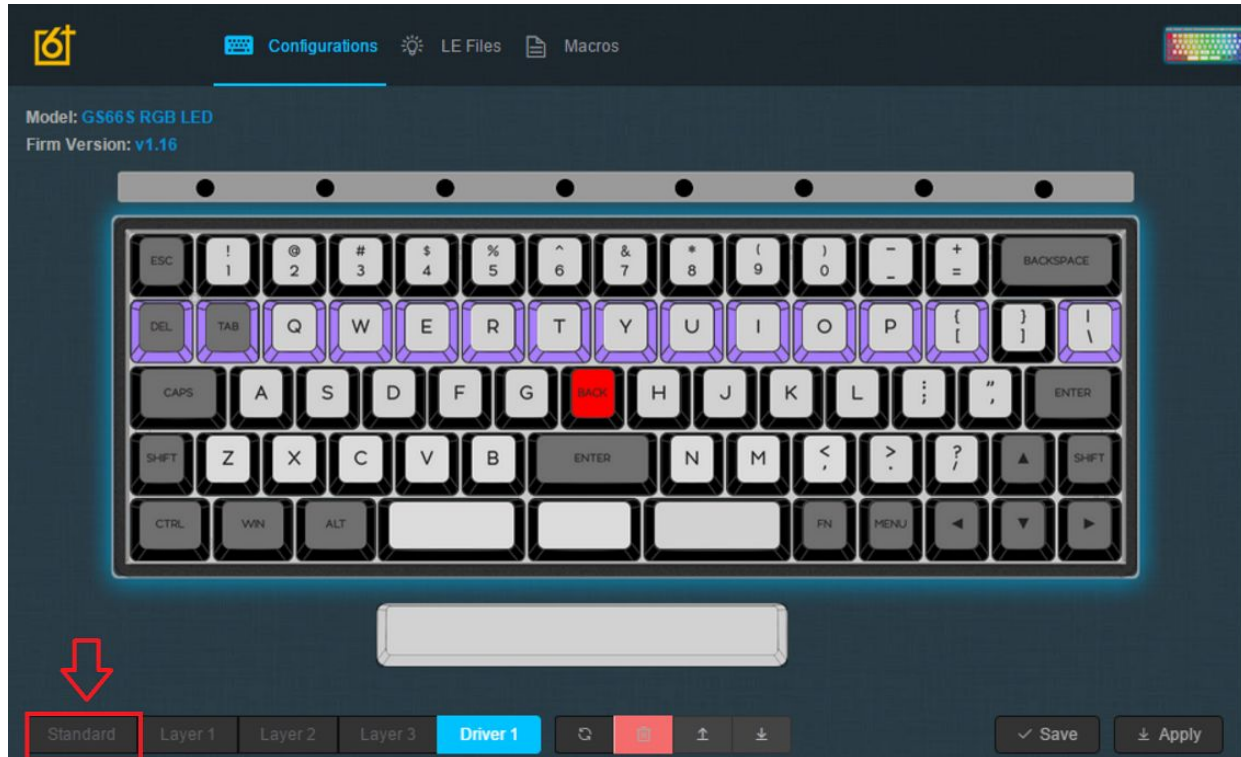 Configurations LE Files Macros
Model: GS66S RGB LED
Firm Version: v1.16
ESC ! 1 @ 2 # 3 $ 4 % 5 ^ 6 & 7 * 8 ( 9 ) 0 - _ + = BACKSPACE
DEL TAB Q W E R T Y U I O P { [ } ] | \
CAPS A S D F G BACK H J K L ; ; " , ENTER
SHIFT Z X C V B ENTER N M < , > . ? / ▲ SHIFT
CTRL WIN ALT FN MENU ◀ ▼ ▶
Standard Layer 1 Layer 2 Layer 3 Driver 1 Save Apply